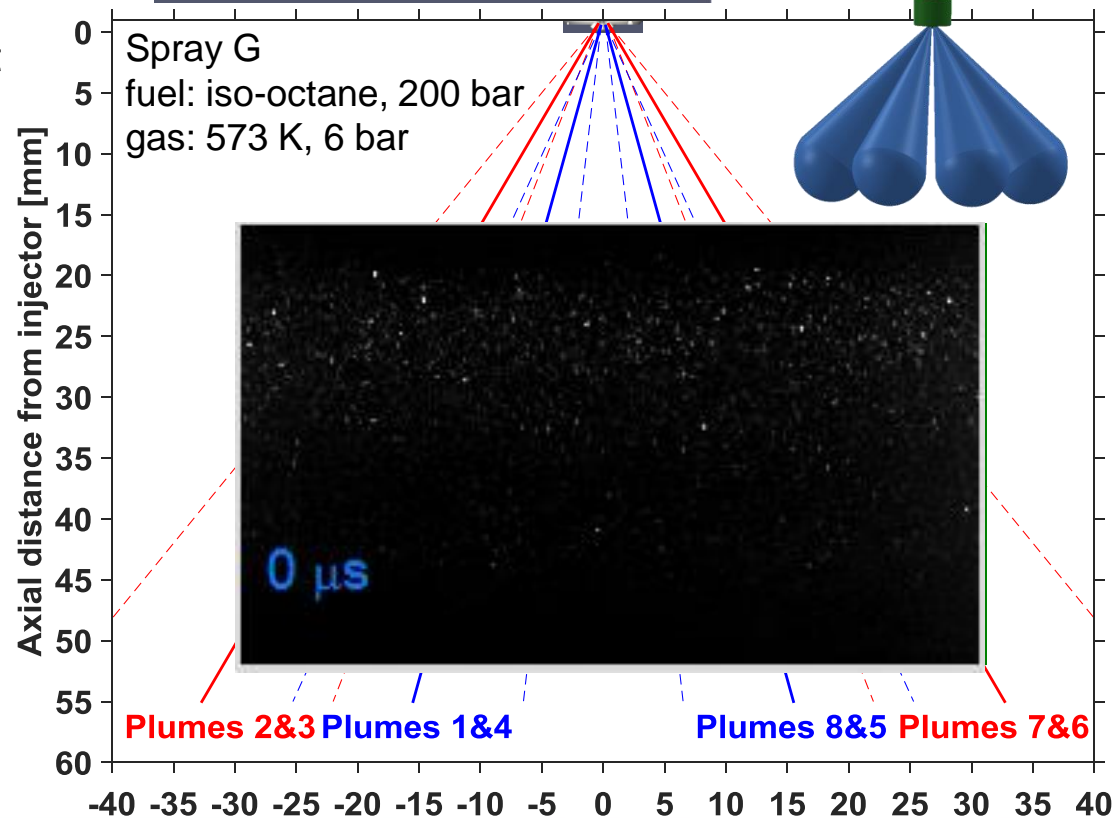 Spray G
fuel: iso-octane, 200 bar
gas: 573 K, 6 bar
Axial distance from injector [mm]
0
5
10
15
20
25
30
35
40
45
50
55
60
0 μs
Plumes 2&3 Plumes 1&4 Plumes 8&5 Plumes 7&6
-40 -35 -30 -25 -20 -15 -10 -5 0 5 10 15 20 25 30 35 40